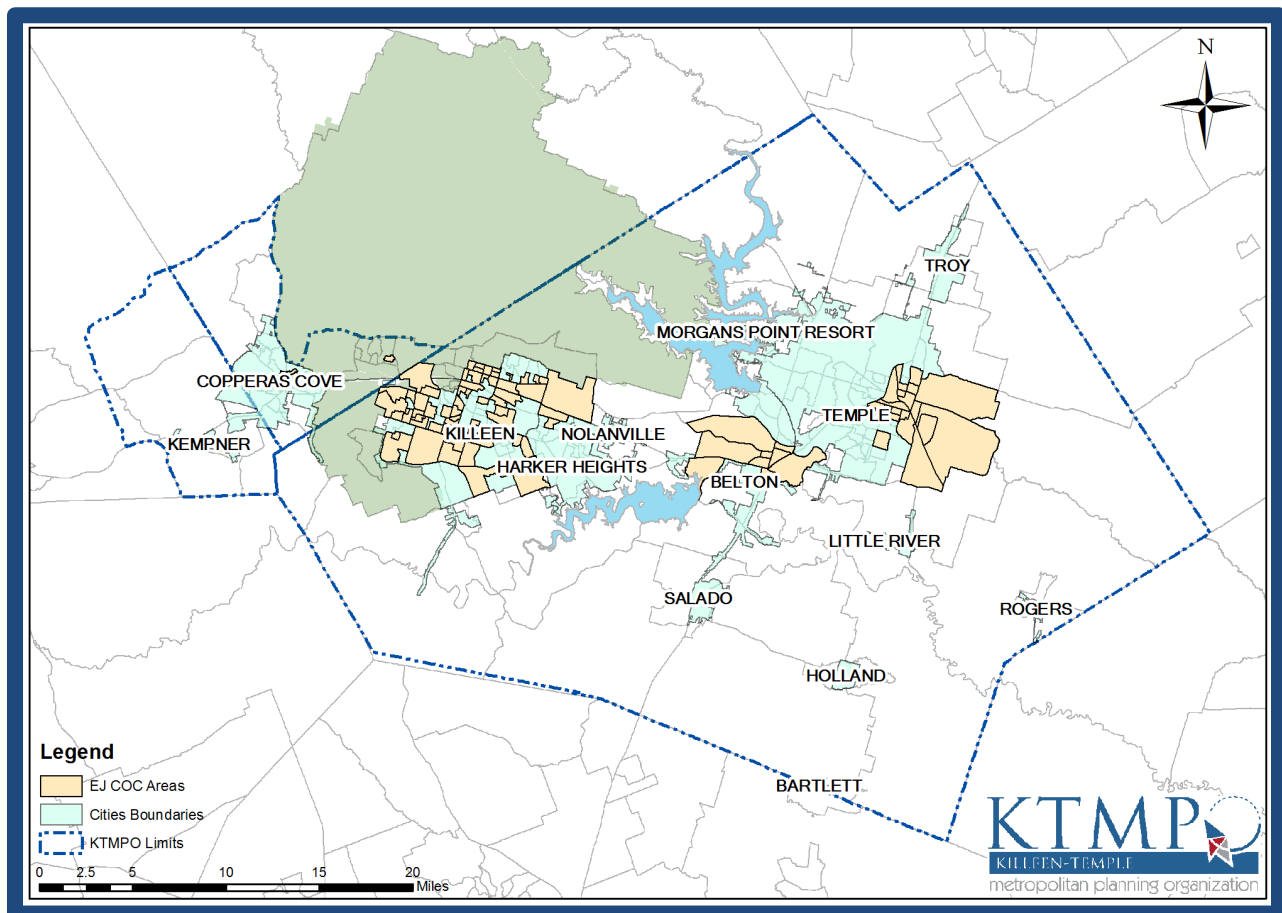 N
TROY
MORGANS POINT RESORT
COPPERAS COVE
TEMPLE
KEMPNER
KILLEEN
NOLANVILLE
HARKER HEIGHTS
BELTON
LITTLE RIVER
SALADO
ROGERS
HOLLAND
BARTLETT
Legend
EJ COC Areas
Cities Boundaries
KTMPO Limits
0 2.5 5 10 15 20
Miles
KTMPO
KILLEEN-TEMPLE
metropolitan planning organization